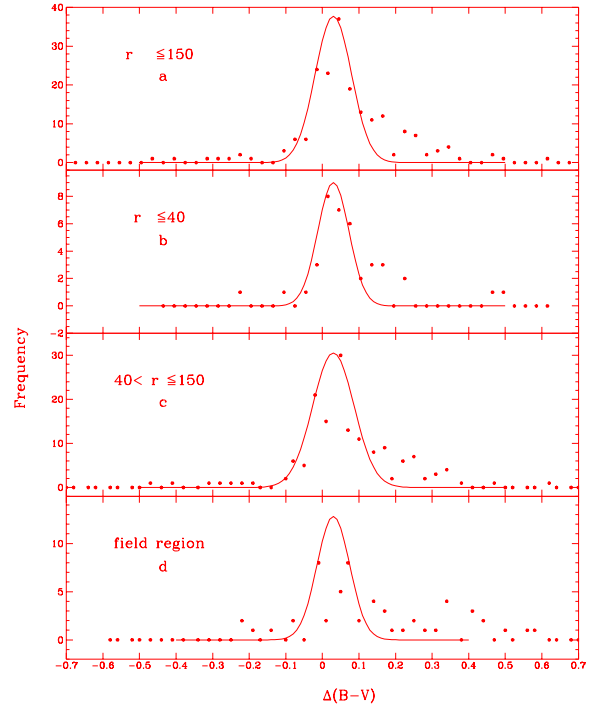 40
30
20
10
0
r ≦150
a
8
6
4
2
0
-2
r ≦40
b
30
20
10
0
40< r ≦150
c
10
5
0
field region
d
Frequency
-0.7 -0.6 -0.5 -0.4 -0.3 -0.2 -0.1 0 0.1 0.2 0.3 0.4 0.5 0.6 0.7
Δ(B-V)